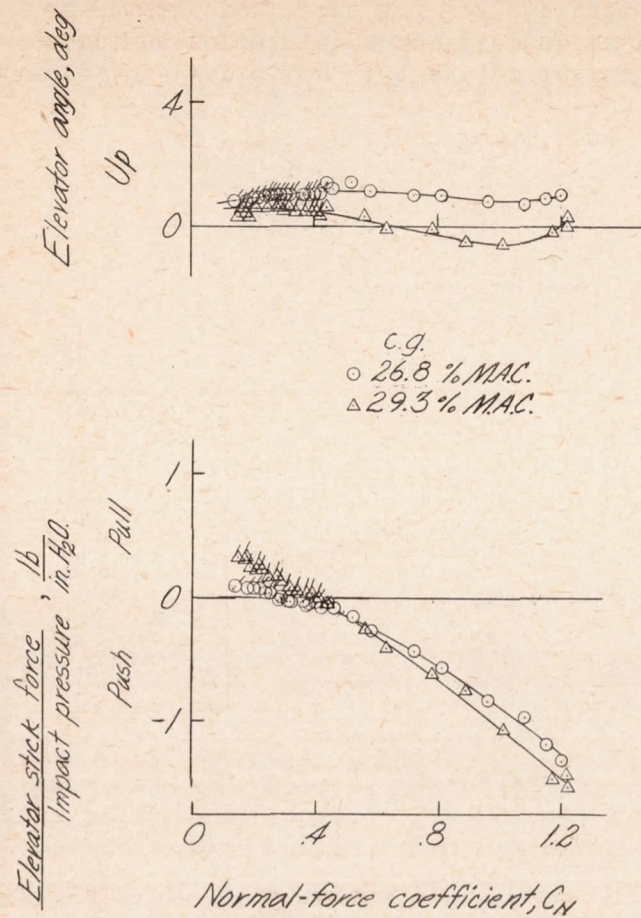 Elevator angle, deg
Up
4
0
c.g.
26.8 % M.A.C.
29.3 % M.A.C.
Elevator stick force
Impact pressure
, lb
in. H₂O.
Pull
Push
1
0
-1
0
.4
.8
1.2
Normal-force coefficient, C_N